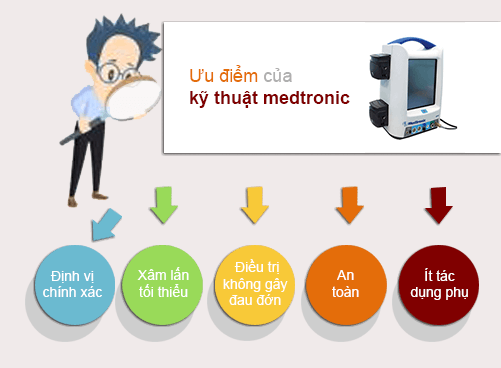 Ưu điểm của
kỹ thuật medtronic
Medtronic
Định vị
chính xác
Xâm lấn
tối thiểu
Điều trị
không gây
đau đớn
An
toàn
Ít tác
dụng phụ